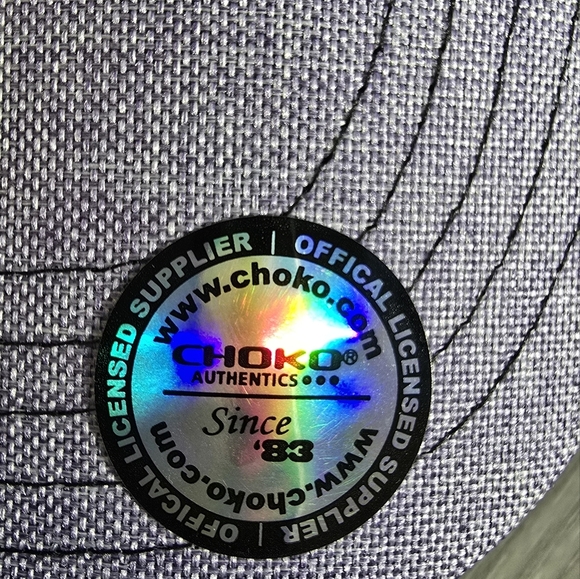 OFFICAL LICENSED SUPPLIER |
OFFICAL LICENSED SUPPLIER |
www.choko.com
CHOKO®
AUTHENTICS
Since
'83
www.choko.com